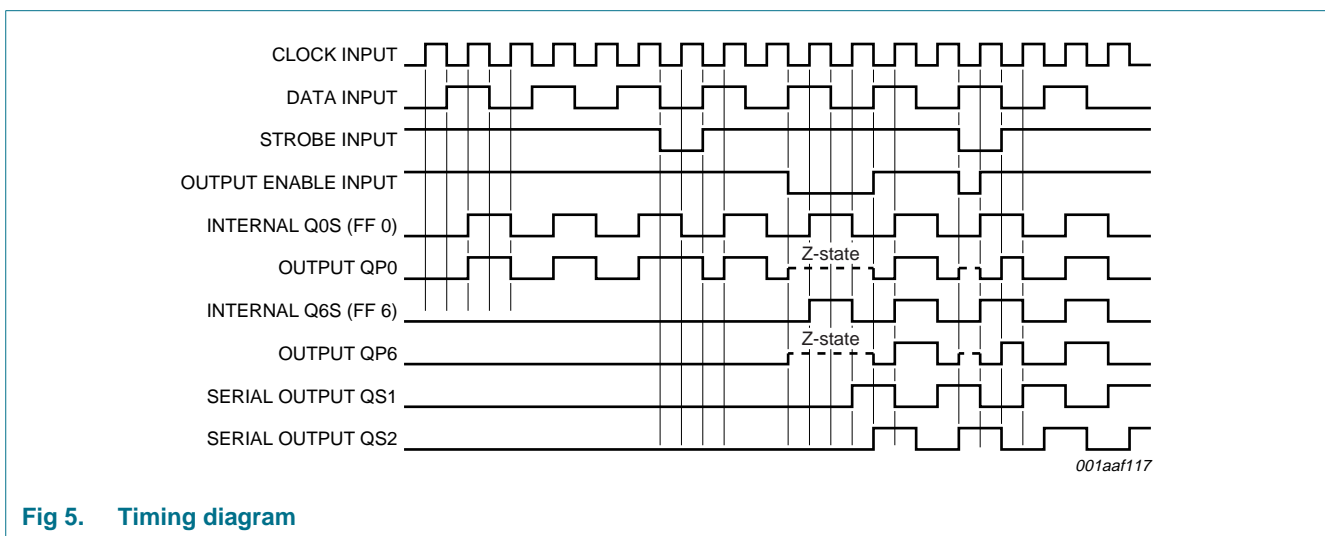 CLOCK INPUT
DATA INPUT
STROBE INPUT
OUTPUT ENABLE INPUT
INTERNAL Q0S (FF 0)
Z-state
OUTPUT QP0
INTERNAL Q6S (FF 6)
Z-state
OUTPUT QP6
SERIAL OUTPUT QS1
SERIAL OUTPUT QS2
001aaf117
Fig 5. Timing diagram